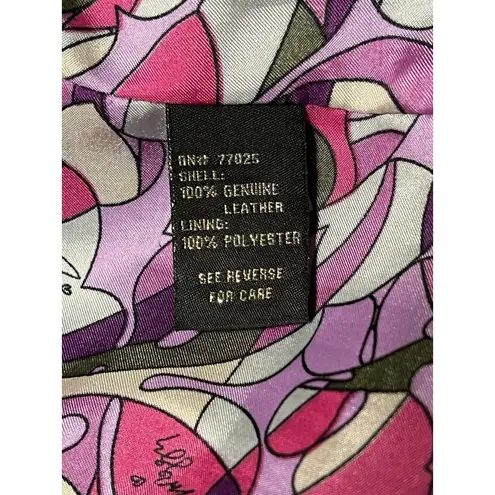 RN# 77025
SHELL:
100% GENUINE
LEATHER
LINING:
100% POLYESTER
SEE REVERSE
FOR CARE